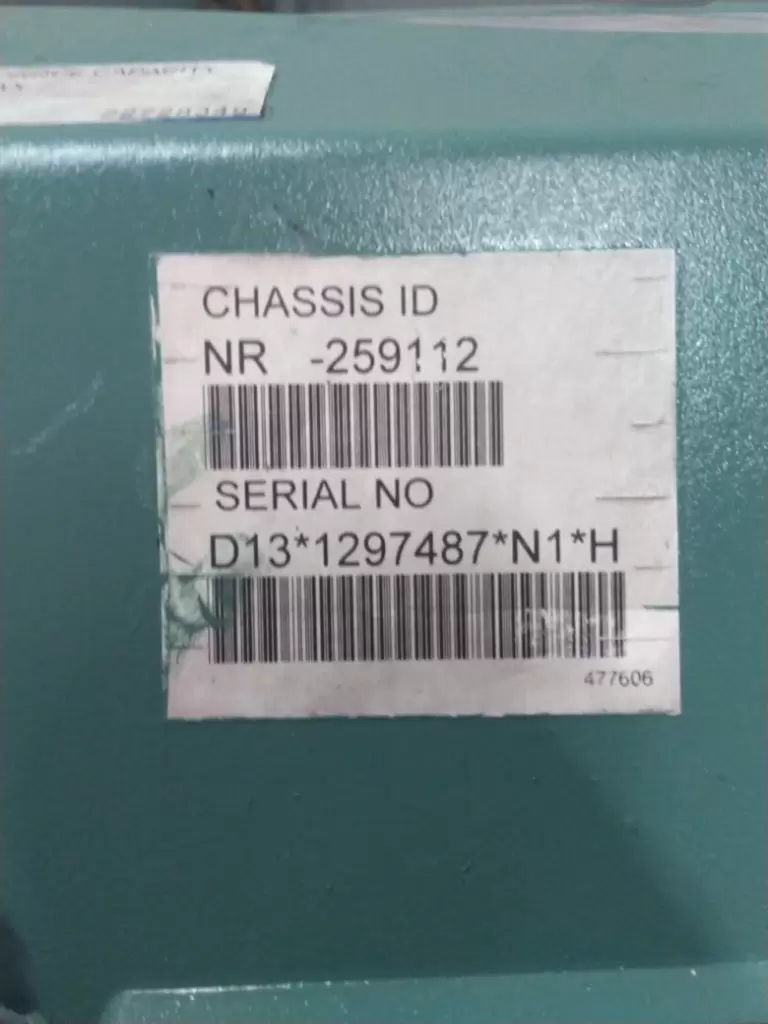 CHASSIS ID
NR -259112
SERIAL NO
D13*1297487*N1*H
477606